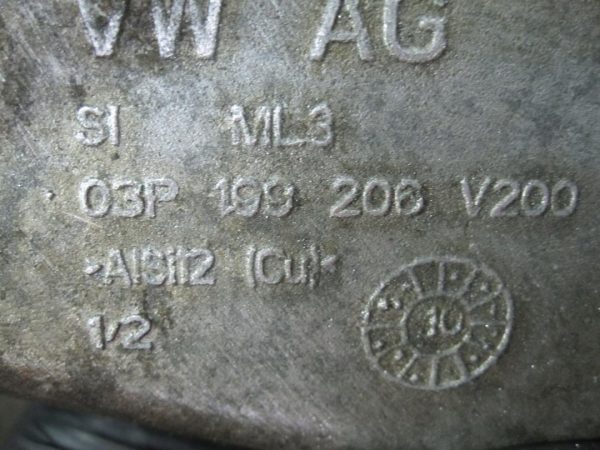 VW AG
SI ML3
03P 199 206 V200
>AlSi12 (Cu)<
1/2
10